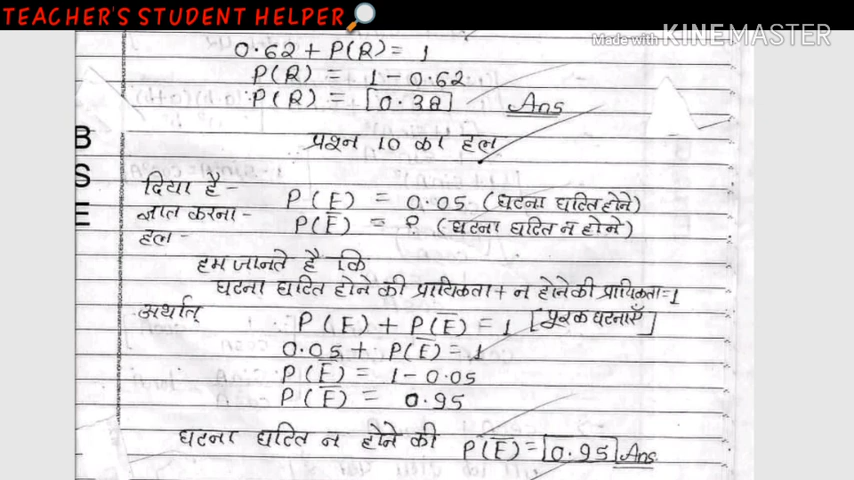 TEACHER'S STUDENT HELPER
Made with KINEMASTER
0.62 + P(R) = 1
P(R) = 1 - 0.62
P(R) = 0.38 Ans
प्रश्न 10 का हल
B
S
E
दिया है - P(E) = 0.05 (घटना घटित होने)
ज्ञात करना - P(E̅) = ? (घटना घटित न होने)
हल -
हम जानते है कि
घटना घटित होने की प्रायिकता + न होने की प्रायिकता = 1
अर्थात् P(E) + P(E̅) = 1 [पूरक घटनाएँ]
0.05 + P(E̅) = 1
P(E̅) = 1 - 0.05
P(E̅) = 0.95
घटना घटित न होने की P(E̅) = 0.95 Ans